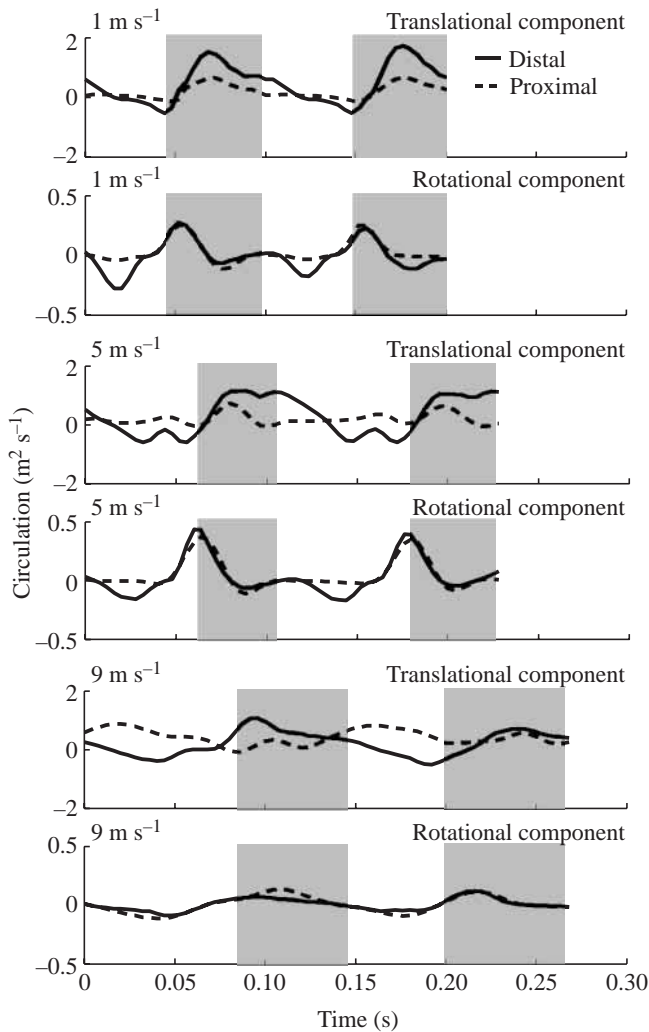 1 m s⁻¹ Translational component
2
0
−2
Distal
Proximal
1 m s⁻¹ Rotational component
0.5
0
−0.5
5 m s⁻¹ Translational component
2
0
−2
5 m s⁻¹ Rotational component
0.5
0
−0.5
9 m s⁻¹ Translational component
2
0
−2
9 m s⁻¹ Rotational component
0.5
0
−0.5
0 0.05 0.10 0.15 0.20 0.25 0.30
Time (s)
Circulation (m² s⁻¹)